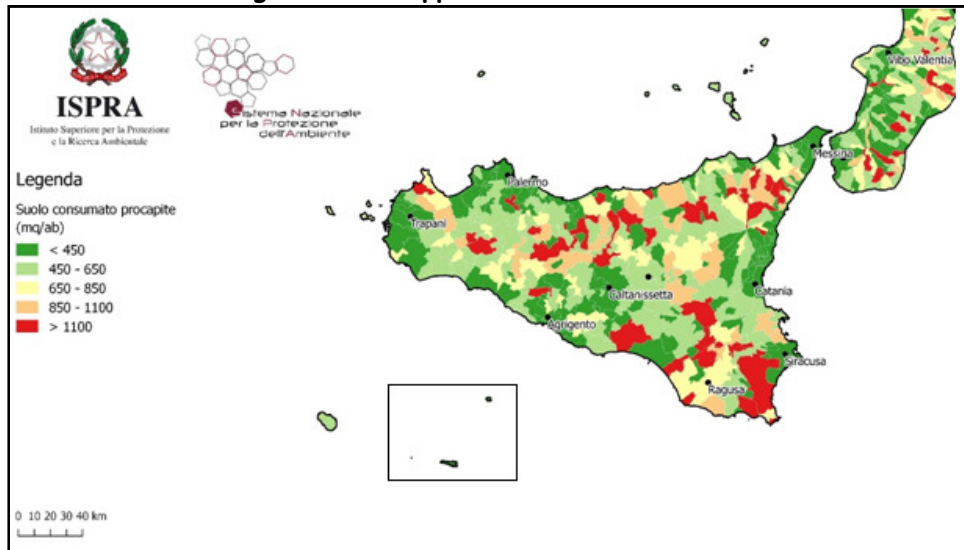 ISPRA
Istituto Superiore per la Protezione
e la Ricerca Ambientale
Sistema Nazionale
per la Protezione
dell'Ambiente
Legenda
Suolo consumato procapite
(mq/ab)
< 450
450 - 650
650 - 850
850 - 1100
> 1100
Vibo Valentia
Messina
Palermo
Trapani
Caltanissetta
Catania
Agrigento
Siracusa
Ragusa
0 10 20 30 40 km